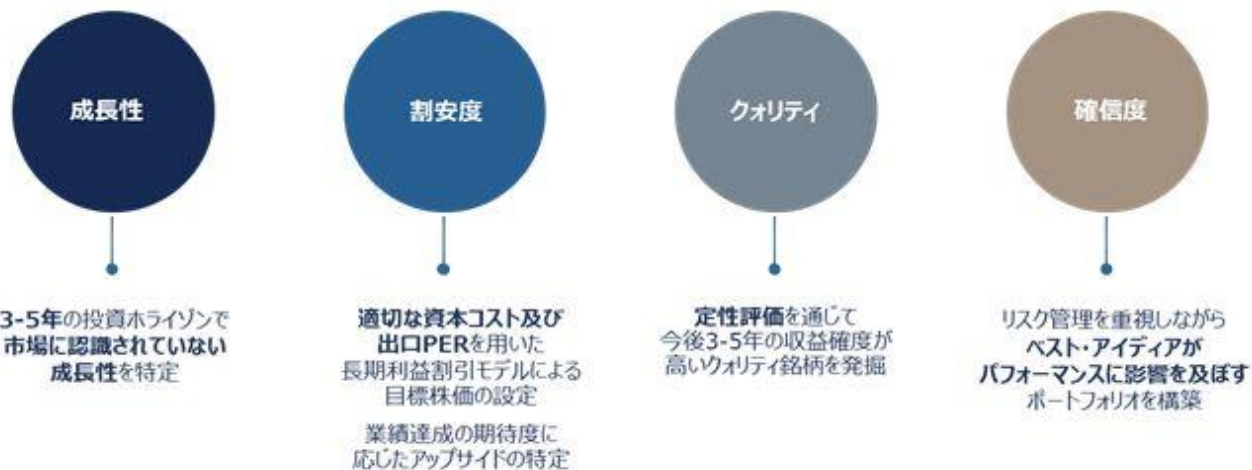 成長性
3-5年の投資ホライゾンで
市場に認識されていない
成長性を特定
割安度
適切な資本コスト及び
出口PERを用いた
長期利益割引モデルによる
目標株価の設定
業績達成の期待度に
応じたアップサイドの特定
クォリティ
定性評価を通じて
今後3-5年の収益確度が
高いクォリティ銘柄を発掘
確信度
リスク管理を重視しながら
ベスト・アイディアが
パフォーマンスに影響を及ぼす
ポートフォリオを構築